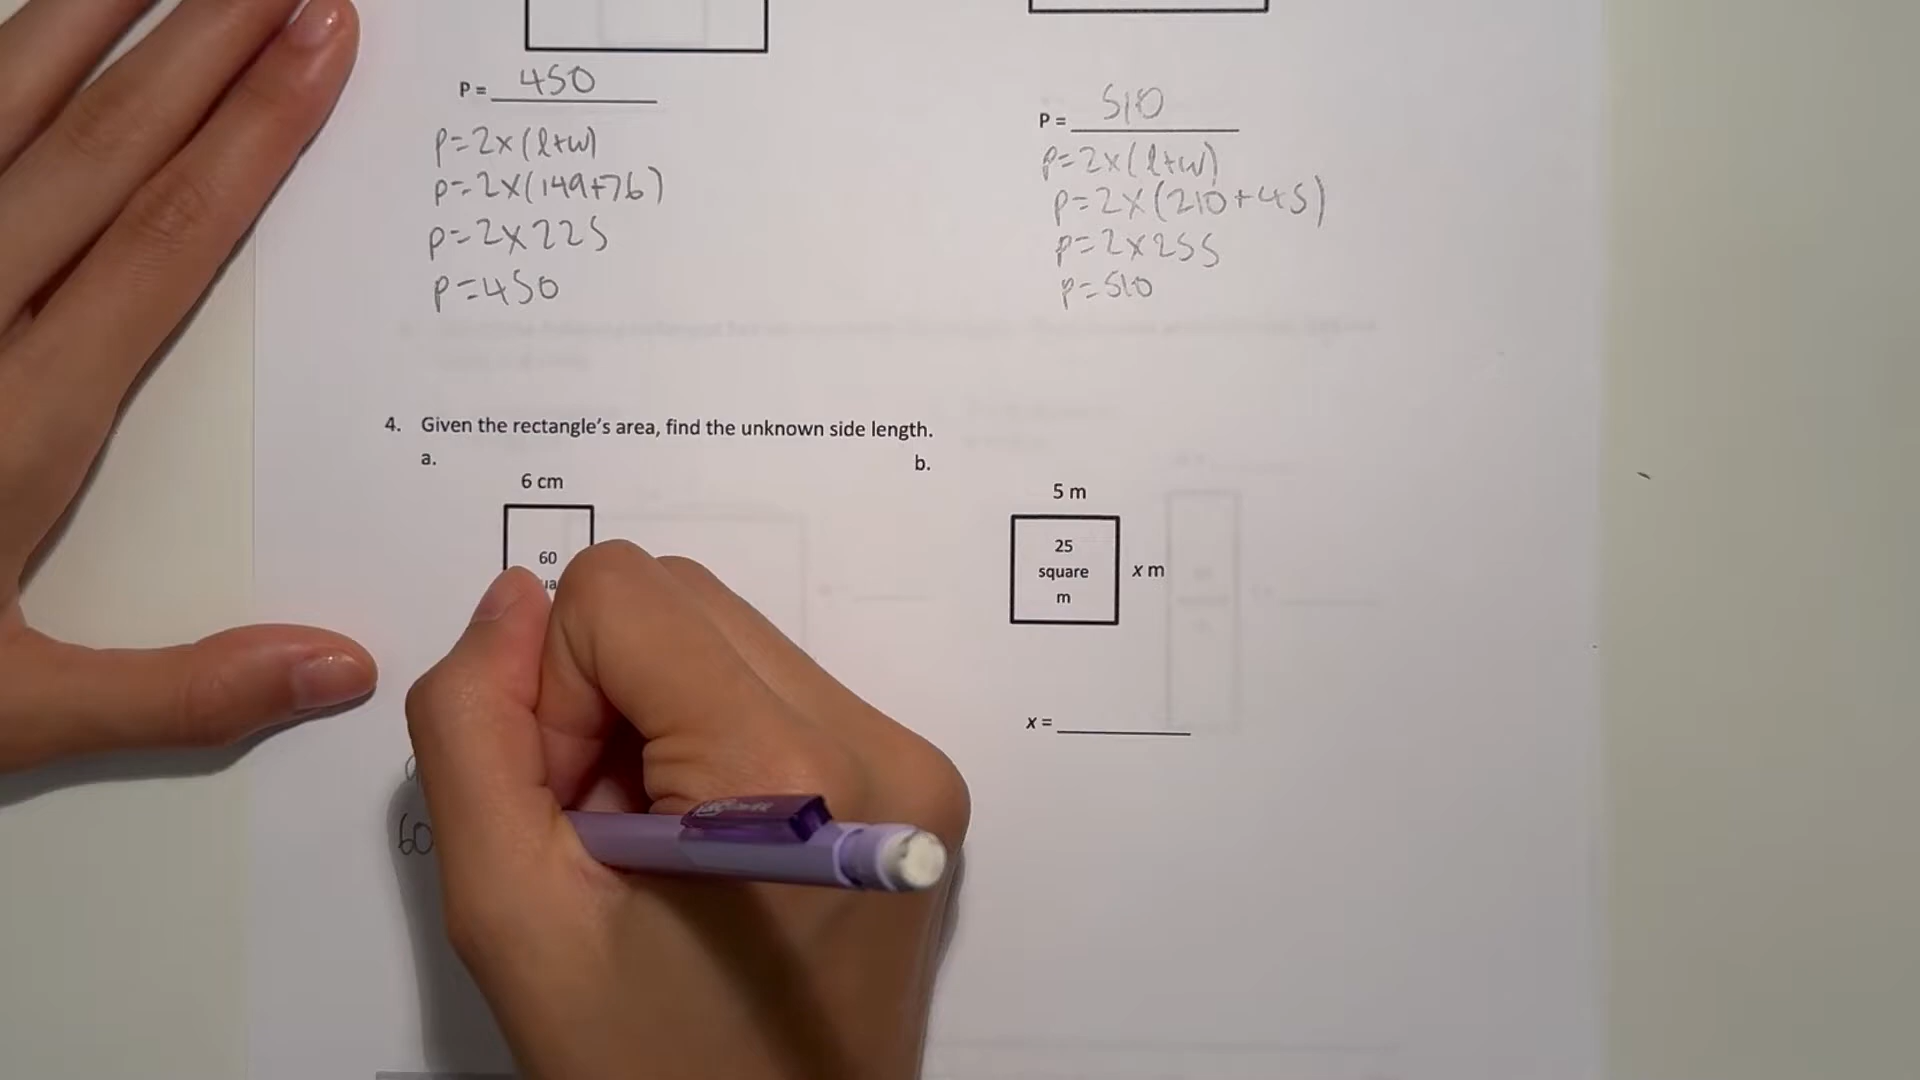 P = 450
P=2x(l+w)
P=2x(149+76)
P=2x225
P=450
P = 510
P=2x(l+w)
P=2x(210+45)
P=2x255
P=510
4. Given the rectangle's area, find the unknown side length.
a.
6 cm
60
b.
5 m
25
square
m
x m
x =
60